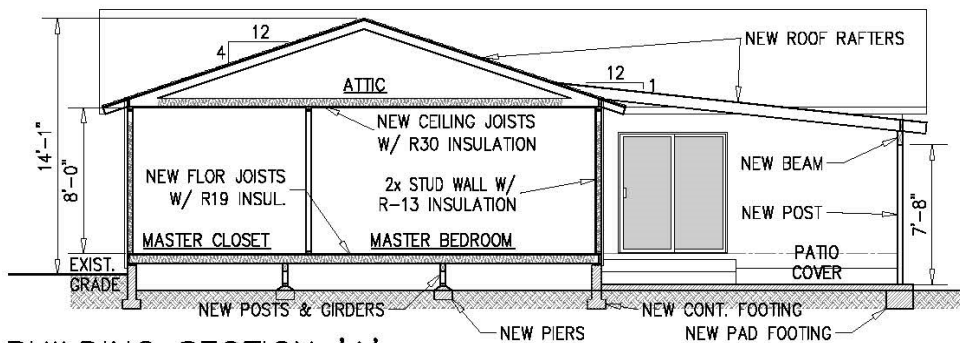 12
4
12
1
NEW ROOF RAFTERS
ATTIC
14'-1"
8'-0"
NEW CEILING JOISTS
W/ R30 INSULATION
NEW FLOR JOISTS
W/ R19 INSUL.
2x STUD WALL W/
R-13 INSULATION
NEW BEAM
NEW POST
7'-8"
MASTER CLOSET
MASTER BEDROOM
PATIO
COVER
EXIST.
GRADE
NEW POSTS & GIRDERS
NEW CONT. FOOTING
NEW PIERS
NEW PAD FOOTING
BUILDING SECTION 'A'